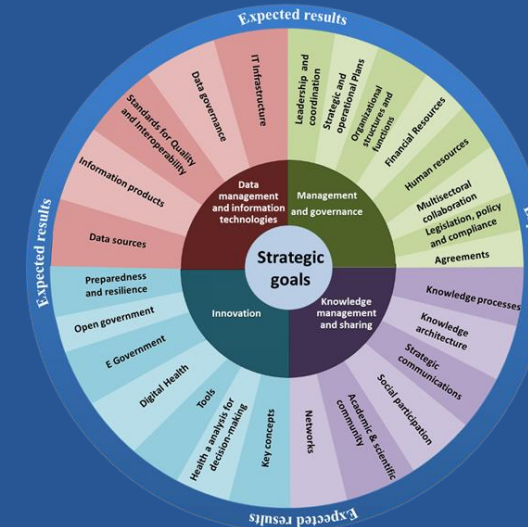 Expected results
Leadership and
coordination
Strategic and
operational Plans
Organizational
structures and
functions
Financial Resources
Human resources
Multisectoral
collaboration
Legislation, policy
and compliance
Agreements
Knowledge processes
Knowledge
architecture
Strategic
communications
Social participation
Academic & scientific
community
Networks
Key concepts
Health a analysis for
decision-making
Tools
Digital Health
E Government
Open government
Preparedness
and resilience
Data sources
Information products
Standards for Quality
and Interoperability
Data governance
IT Infrastructure
Data
management
and information
technologies
Management
and governance
Strategic
goals
Innovation
Knowledge
management
and sharing
Expected results
Expected results